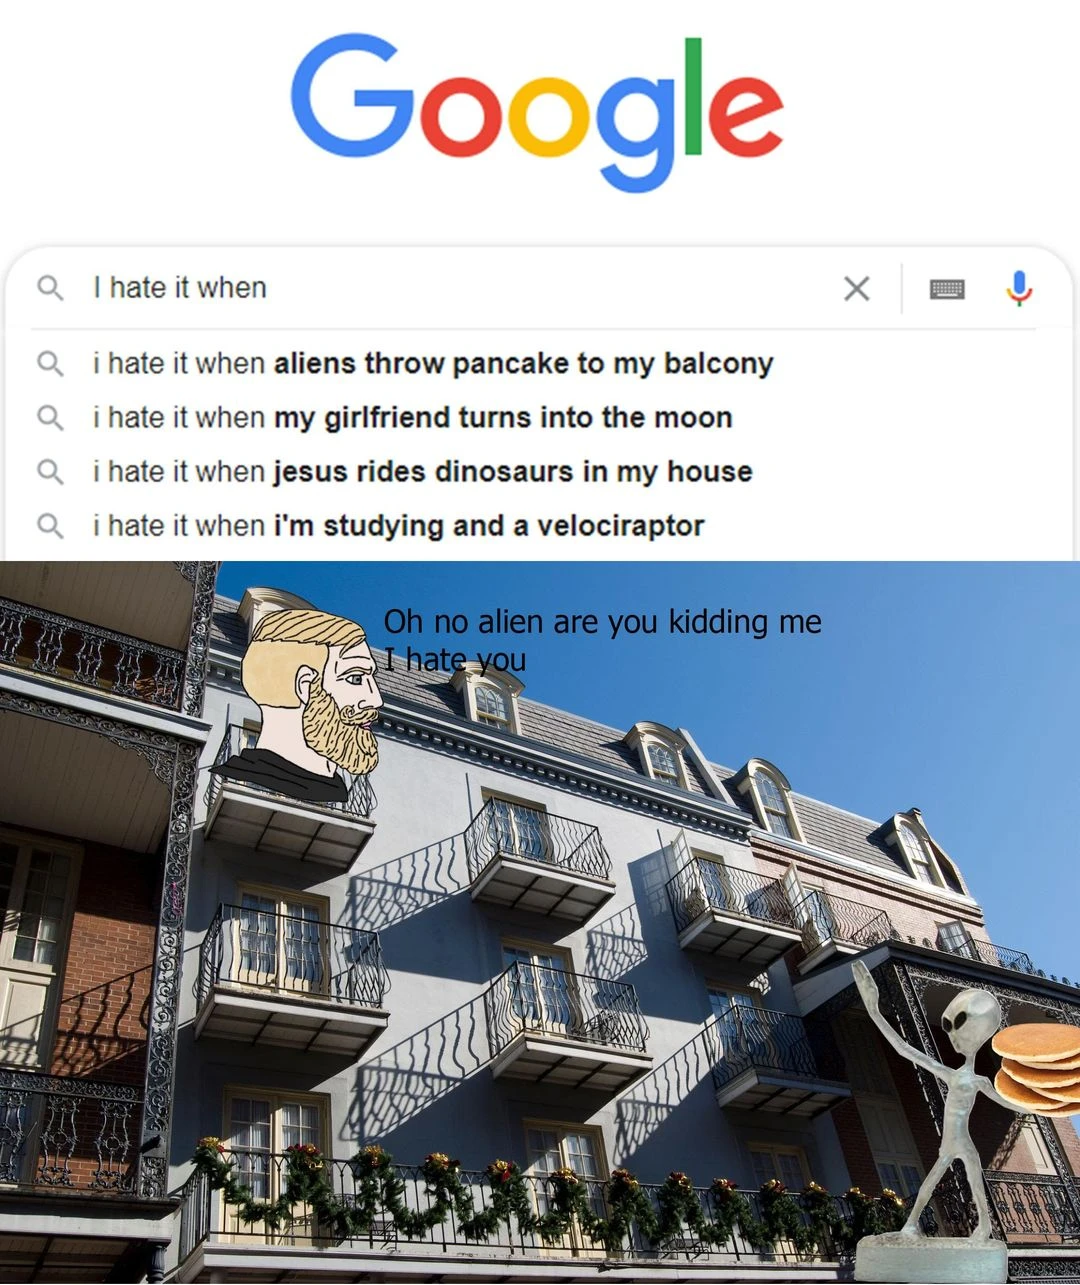 Google
I hate it when
i hate it when aliens throw pancake to my balcony
i hate it when my girlfriend turns into the moon
i hate it when jesus rides dinosaurs in my house
i hate it when i'm studying and a velociraptor
Oh no alien are you kidding me
I hate you